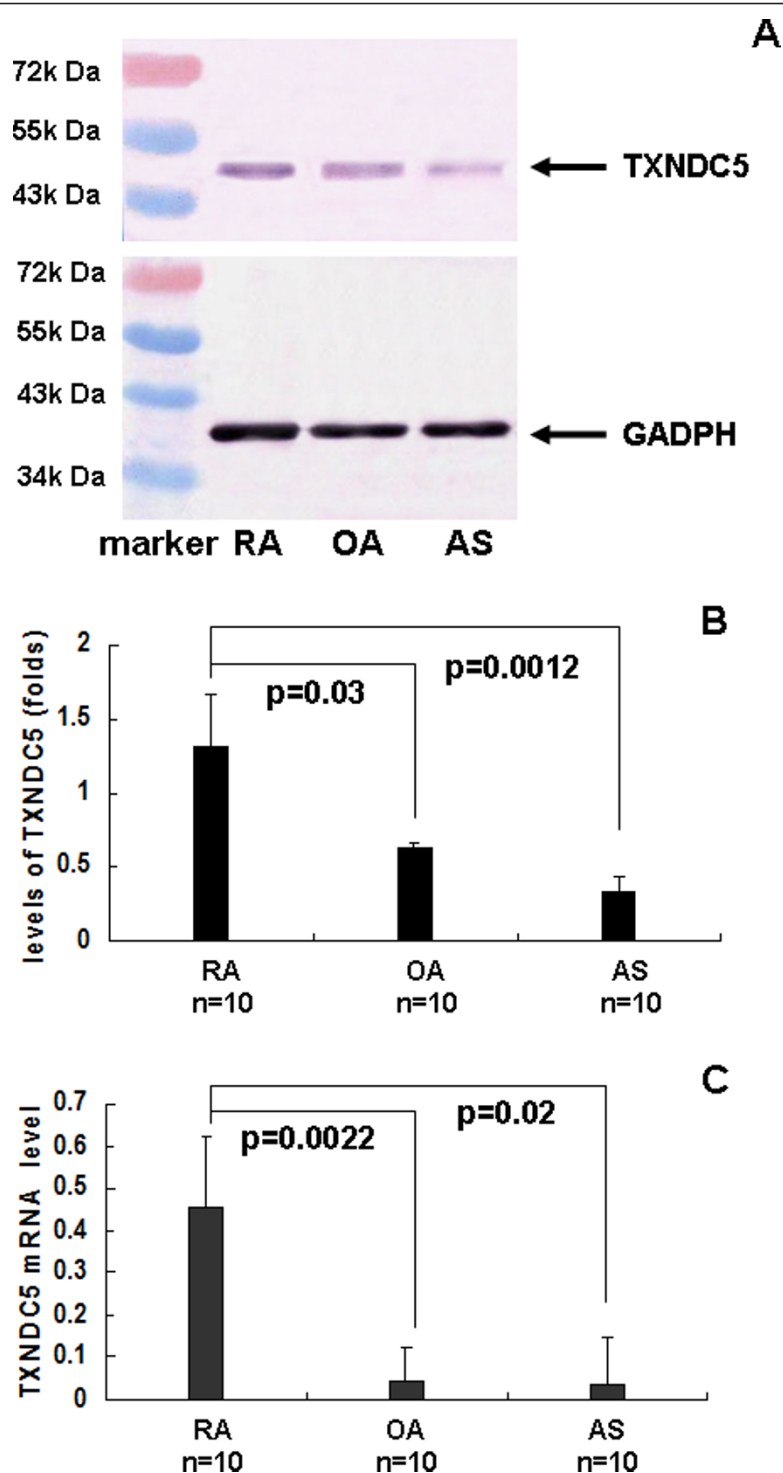 A
72k Da
55k Da
43k Da
TXNDC5
72k Da
55k Da
43k Da
34k Da
GADPH
marker RA OA AS
B
levels of TXNDC5 (folds)
2
1.5
1
0.5
0
p=0.03
p=0.0012
RA OA AS
n=10 n=10 n=10
C
TXNDC5 mRNA level
0.7
0.6
0.5
0.4
0.3
0.2
0.1
0
p=0.0022
p=0.02
RA OA AS
n=10 n=10 n=10